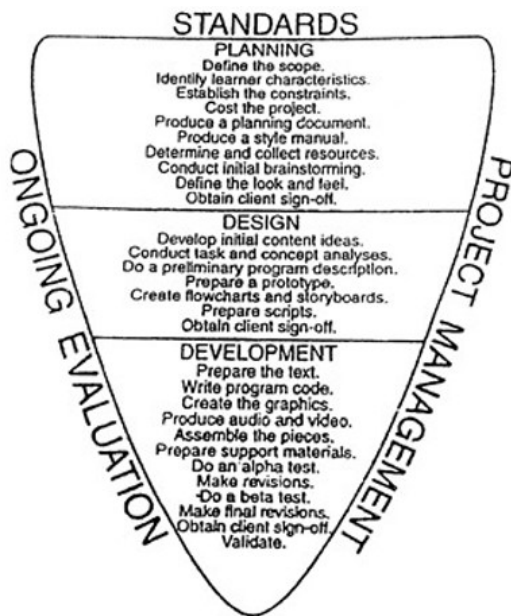 STANDARDS
PLANNING
Define the scope.
Identify learner characteristics.
Establish the constraints.
Cost the project.
Produce a planning document.
Produce a style manual.
Determine and collect resources.
Conduct initial brainstorming.
Define the look and feel.
Obtain client sign-off.
DESIGN
Develop initial content ideas.
Conduct task and concept analyses.
Do a preliminary program description.
Prepare a prototype.
Create flowcharts and storyboards.
Prepare scripts.
Obtain client sign-off.
DEVELOPMENT
Prepare the text.
Write program code.
Create the graphics.
Produce audio and video.
Assemble the pieces.
Prepare support materials.
Do an alpha test.
Make revisions.
Do a beta test.
Make final revisions.
Obtain client sign-off.
Validate.
ONGOING EVALUATION
PROJECT MANAGEMENT